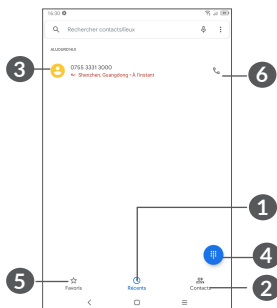 16:30
Rechercher contacts/lieux
AUJOURD'HUI
3
0755 3331 3000
Shenzhen, Guangdong • À l'instant
6
1
4
5
Favoris
Récents
Contacts
2